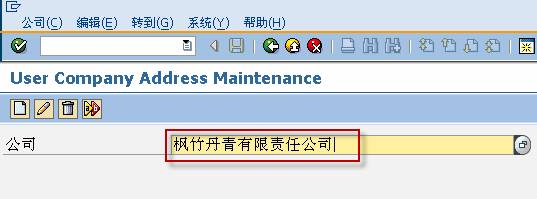 公司(C) 编辑(E) 转到(G) 系统(Y) 帮助(H)
User Company Address Maintenance
公司 枫竹丹青有限责任公司